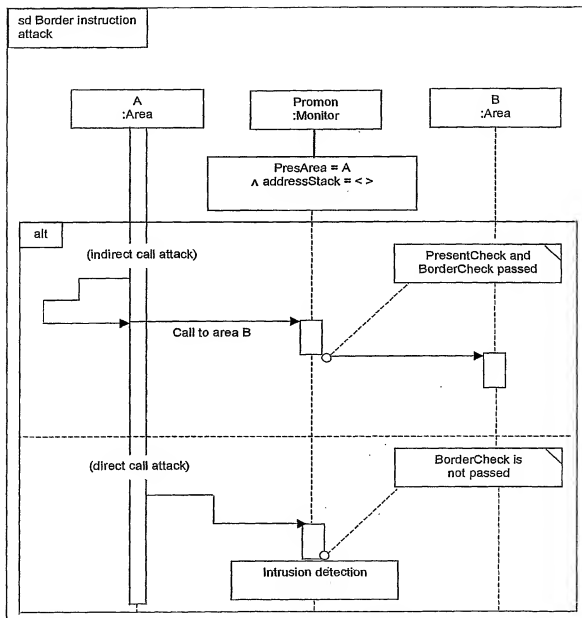 sd Border instruction
attack
A
:Area
Promon
:Monitor
B
:Area
PresArea = A
∧ addressStack = < >
alt
(indirect call attack)
PresentCheck and
BorderCheck passed
Call to area B
(direct call attack)
BorderCheck is
not passed
Intrusion detection